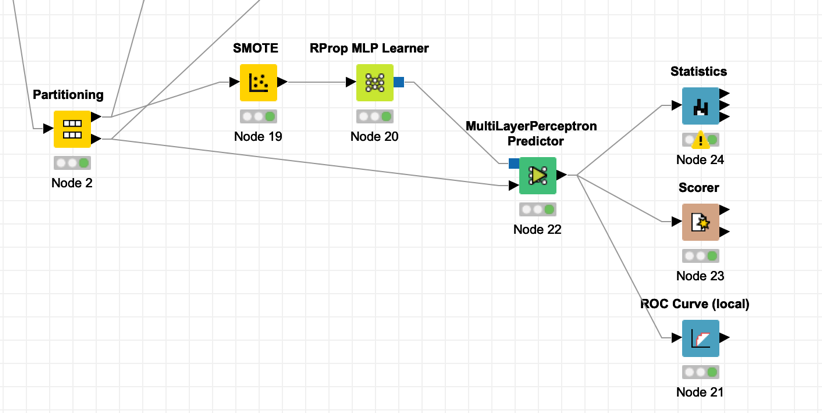 SMOTE
RProp MLP Learner
Statistics
Partitioning
MultiLayerPerceptron
Predictor
Node 19
Node 20
Node 24
Node 2
Scorer
Node 22
Node 23
ROC Curve (local)
Node 21